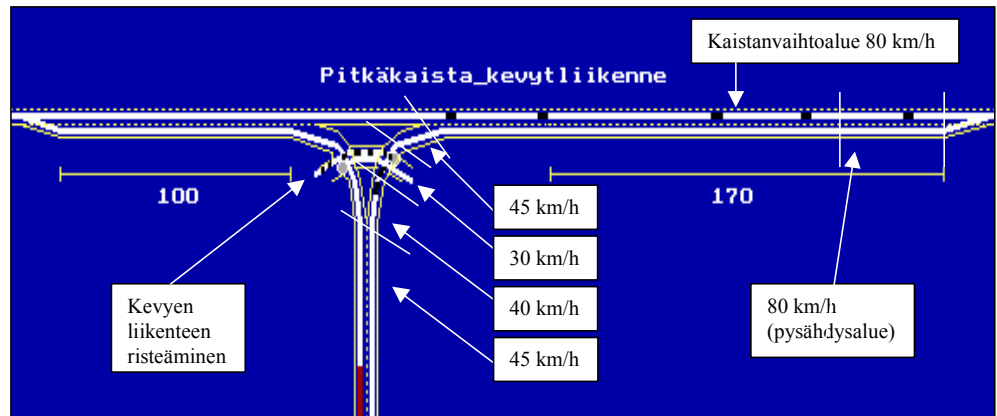 Kaistanvaihtoalue 80 km/h
Pitkäkaista_kevytliikenne
100
170
45 km/h
30 km/h
40 km/h
45 km/h
Kevyen
liikenteen
risteäminen
80 km/h
(pysähdysalue)